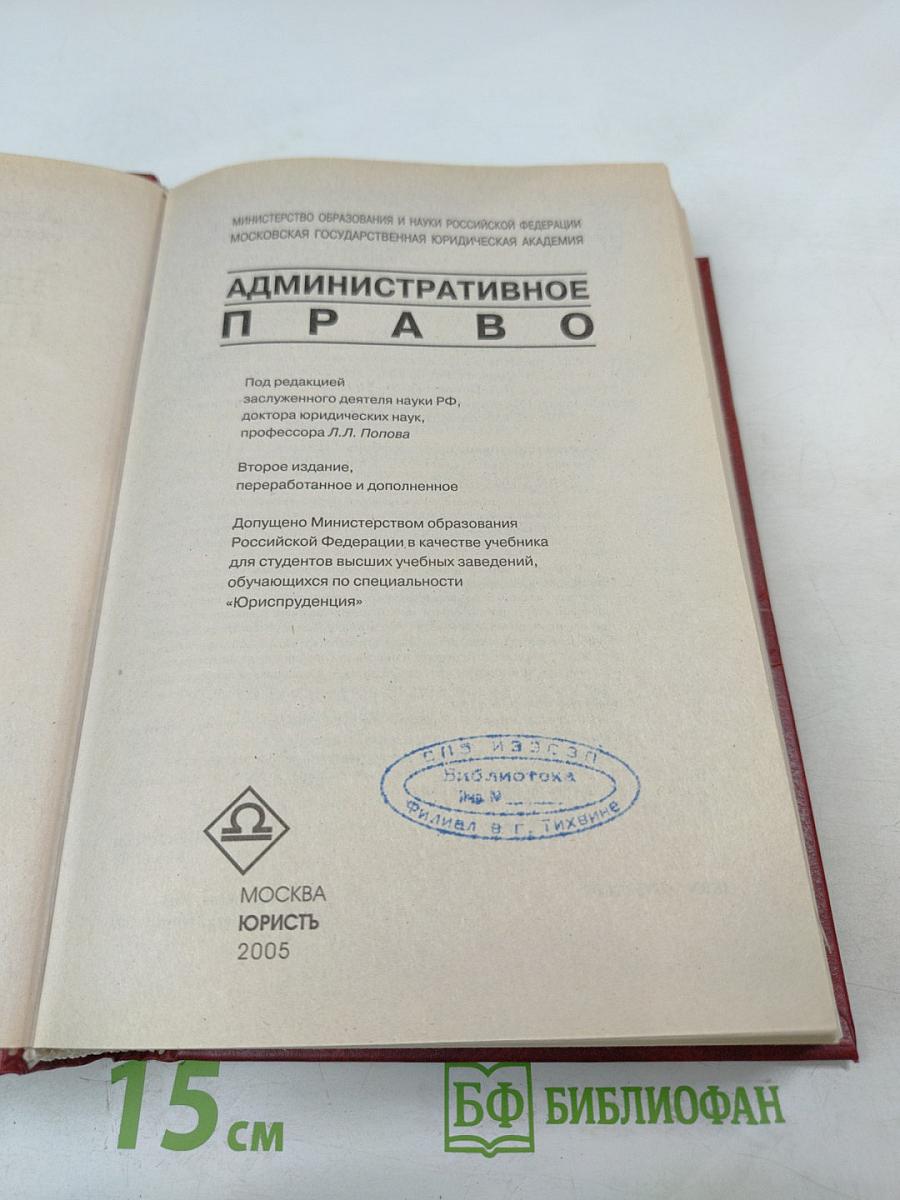 МИНИСТЕРСТВО ОБРАЗОВАНИЯ И НАУКИ РОССИЙСКОЙ ФЕДЕРАЦИИ
МОСКОВСКАЯ ГОСУДАРСТВЕННАЯ ЮРИДИЧЕСКАЯ АКАДЕМИЯ
АДМИНИСТРАТИВНОЕ
ПРАВО
Под редакцией
заслуженного деятеля науки РФ,
доктора юридических наук,
профессора Л.Л. Попова
Второе издание,
переработанное и дополненное
Допущено Министерством образования
Российской Федерации в качестве учебника
для студентов высших учебных заведений,
обучающихся по специальности
«Юриспруденция»
СПб ИЭЭСЗП
Библиотека
Инв. №
Филиал в г. Тихвине
МОСКВА
ЮРИСТЪ
2005
15 см
БФ БИБЛИОФАН